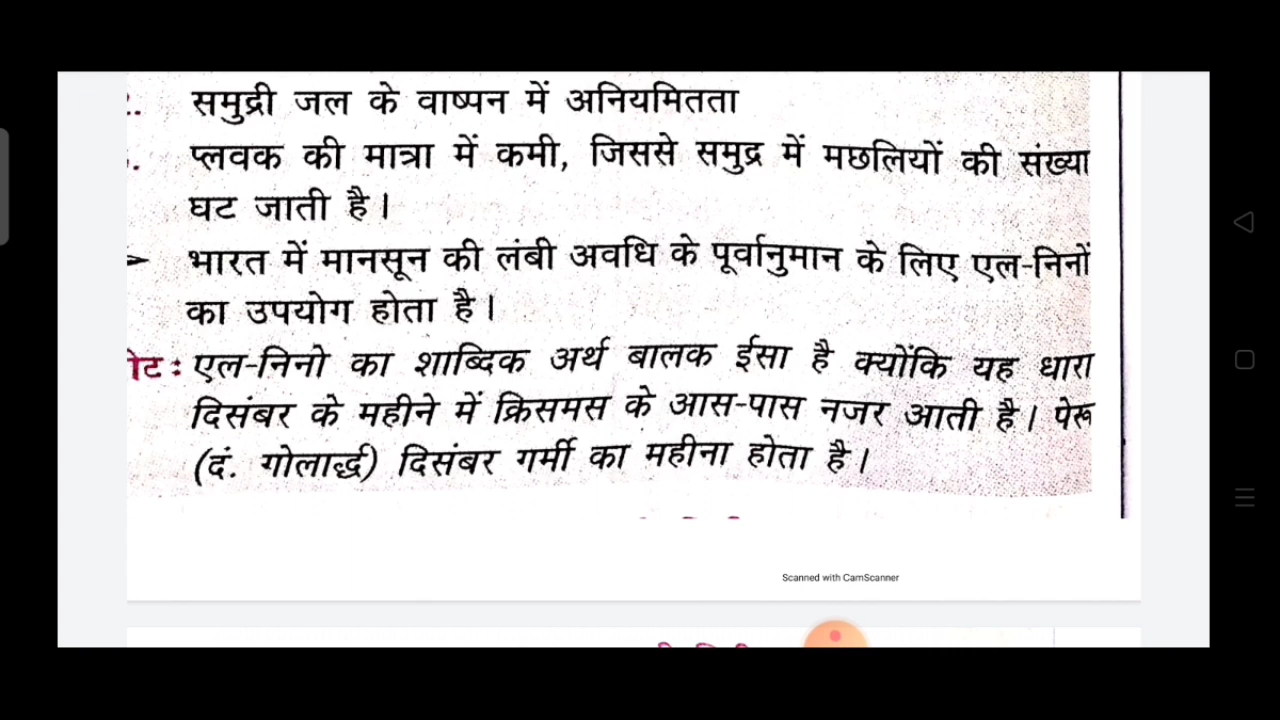 समुद्री जल के वाष्पन में अनियमितता
प्लवक की मात्रा में कमी, जिससे समुद्र में मछलियों की संख्या
घट जाती है।
➢ भारत में मानसून की लंबी अवधि के पूर्वानुमान के लिए एल-निनों
का उपयोग होता है।
एल-निनो का शाब्दिक अर्थ बालक ईसा है क्योंकि यह धारा
दिसंबर के महीने में क्रिसमस के आस-पास नजर आती है। पेरू
(दं. गोलार्द्ध) दिसंबर गर्मी का महीना होता है।
Scanned with CamScanner